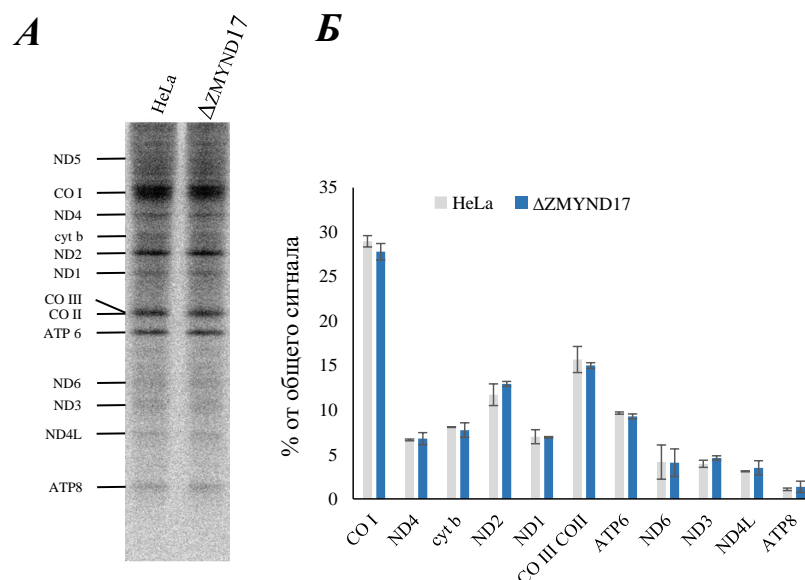 А
HeLa
ΔZMYND17
ND5
CO I
ND4
cyt b
ND2
ND1
CO III
CO II
ATP 6
ND6
ND3
ND4L
ATP8
Б
HeLa
ΔZMYND17
% от общего сигнала
35
30
25
20
15
10
5
0
CO I
ND4
cyt b
ND2
ND1
CO III COII
ATP6
ND6
ND3
ND4L
ATP8